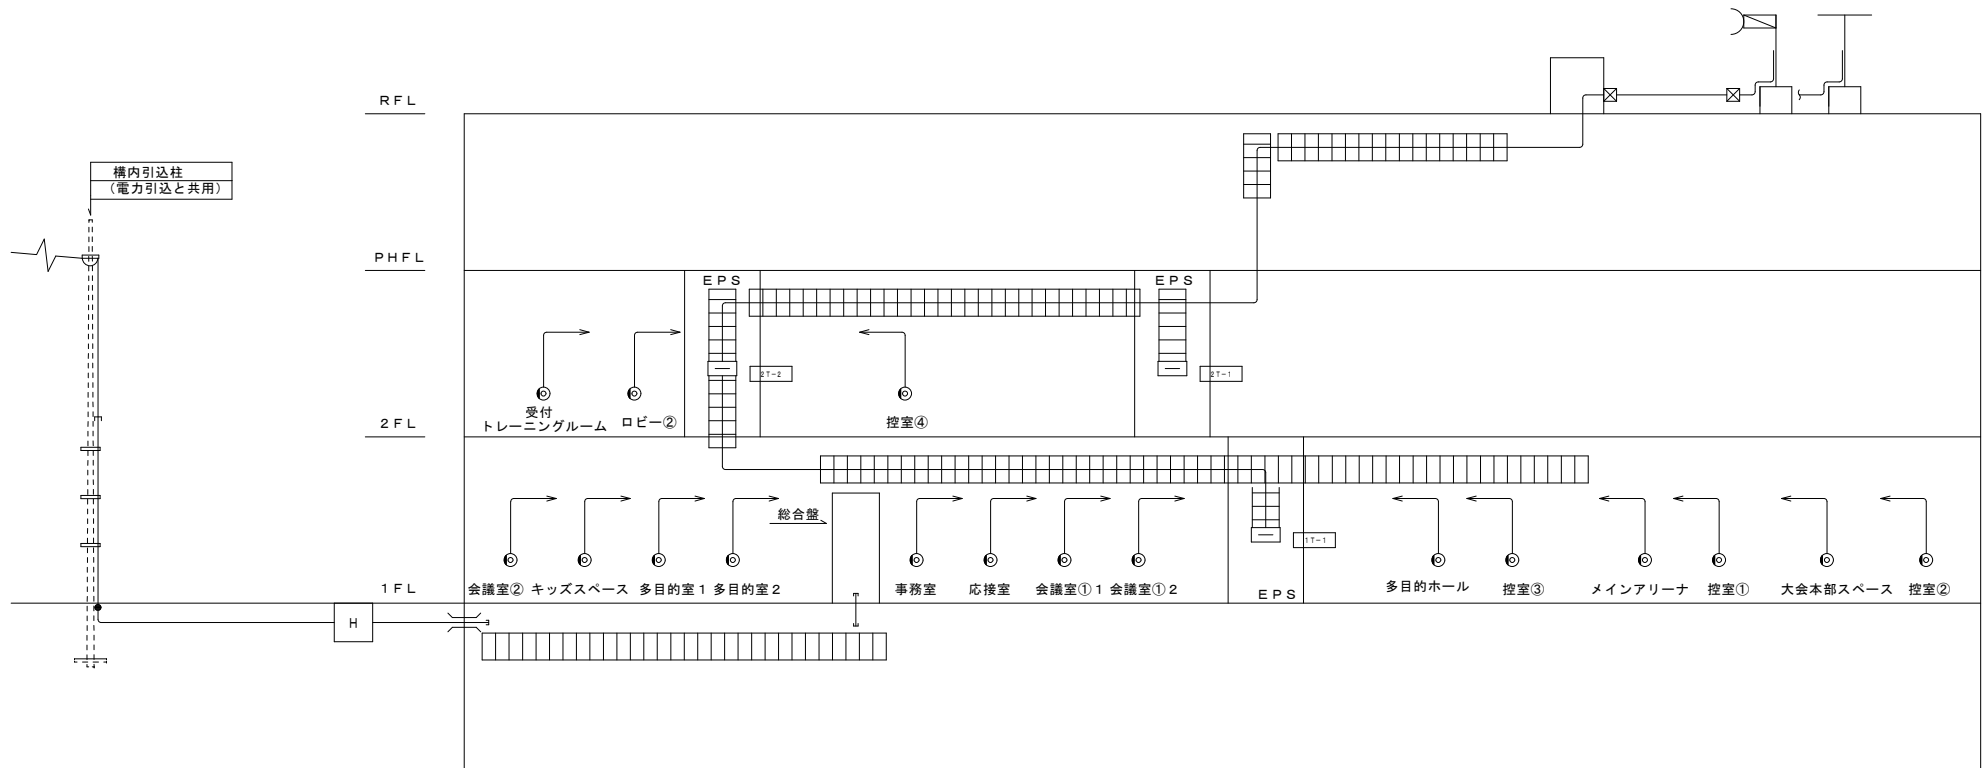 ＲＦＬ
構内引込柱
（電力引込と共用）
ＰＨＦＬ
ＥＰＳ
ＥＰＳ
2T-2
2T-1
受付
トレーニングルーム
ロビー②
控室④
２ＦＬ
総合盤
1T-1
会議室②
キッズスペース
多目的室１
多目的室２
事務室
応接室
会議室①１
会議室①２
ＥＰＳ
多目的ホール
控室③
メインアリーナ
控室①
大会本部スペース
控室②
１ＦＬ
Ｈ